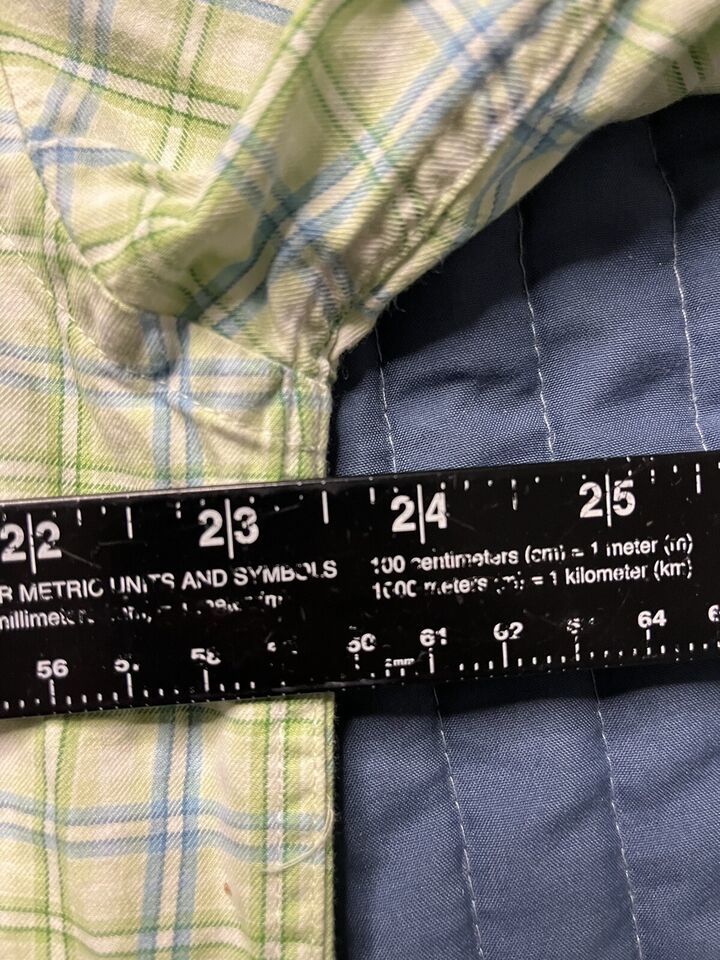 22 23 24 25
R METRIC UNITS AND SYMBOLS
100 centimeters (cm) = 1 meter (m)
1000 meters = 1 kilometer (km)
56 58 60 61 62 64
2mm